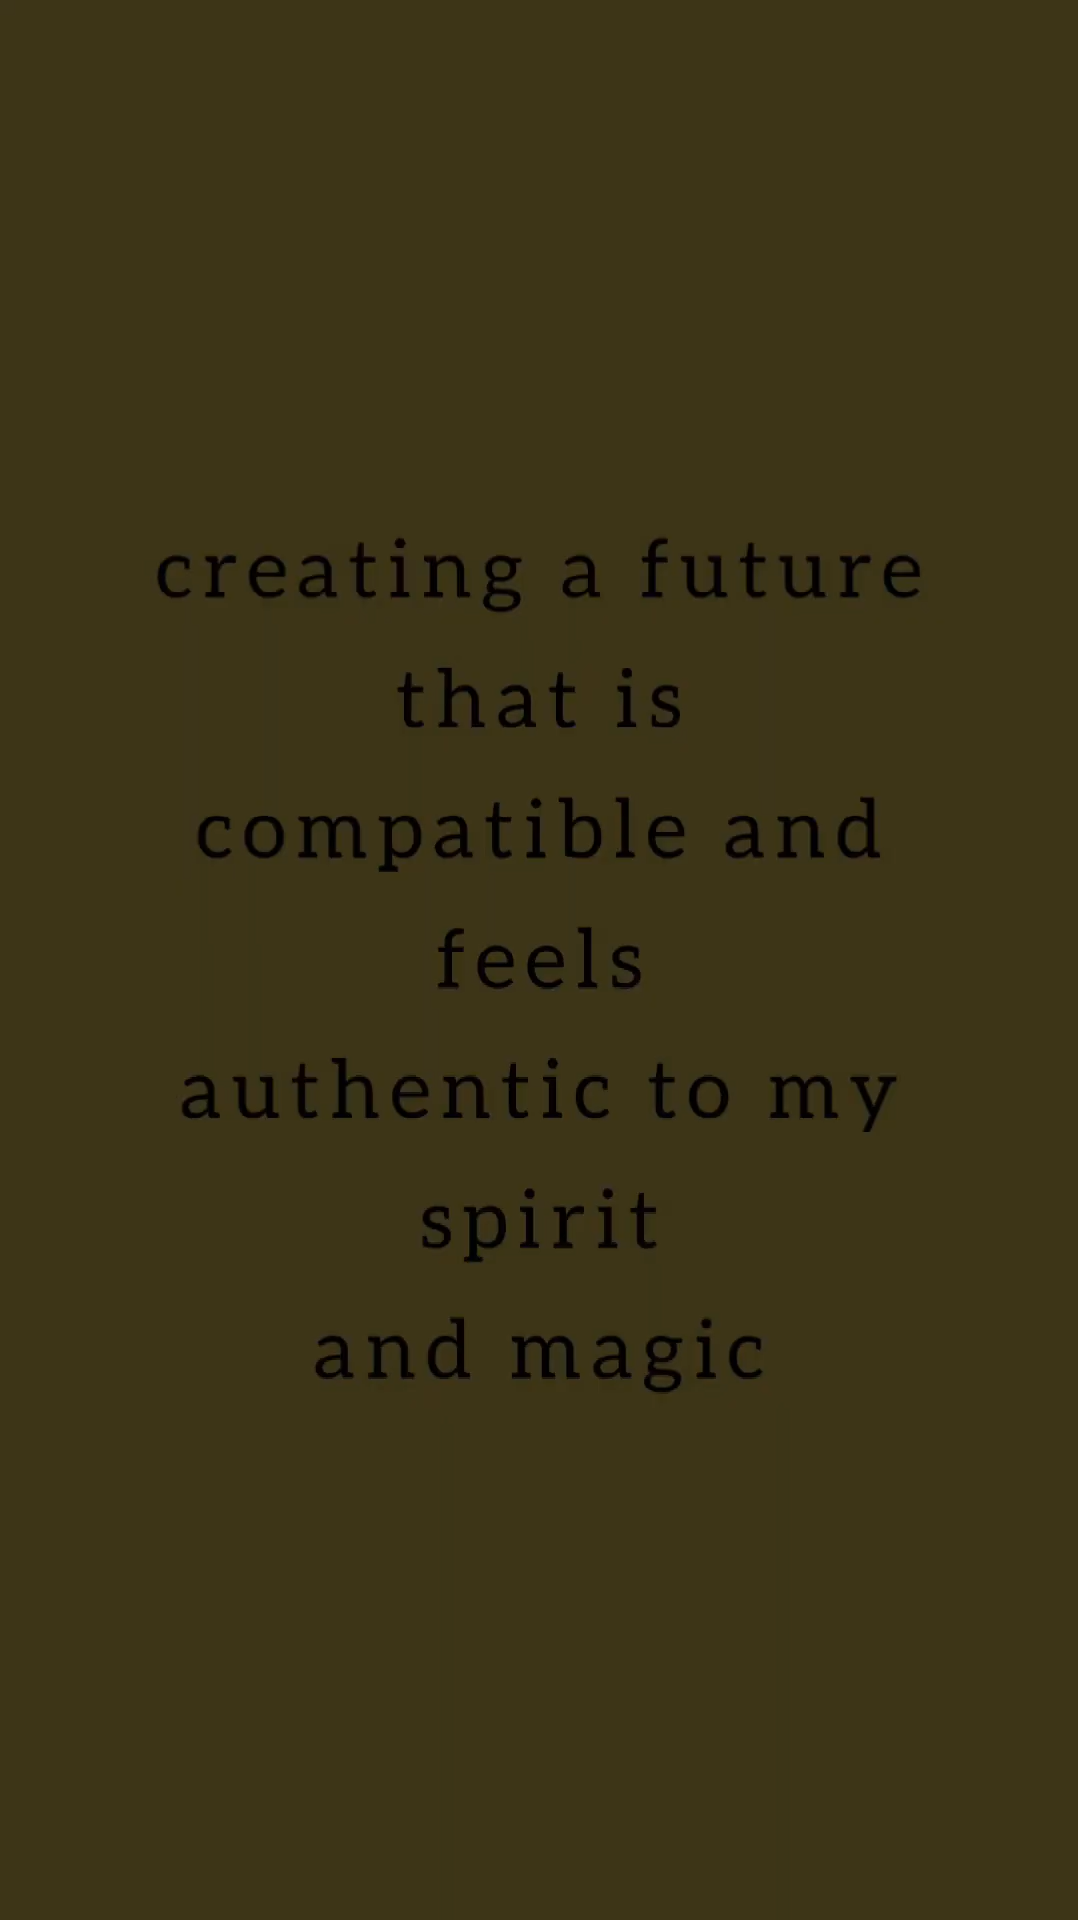 creating a future
that is
compatible and
feels
authentic to my
spirit
and magic